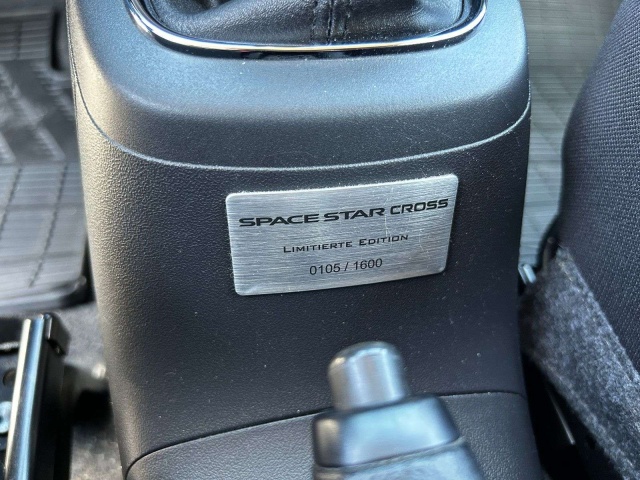 SPACE STAR CROSS
LIMITIERTE EDITION
0105 / 1600